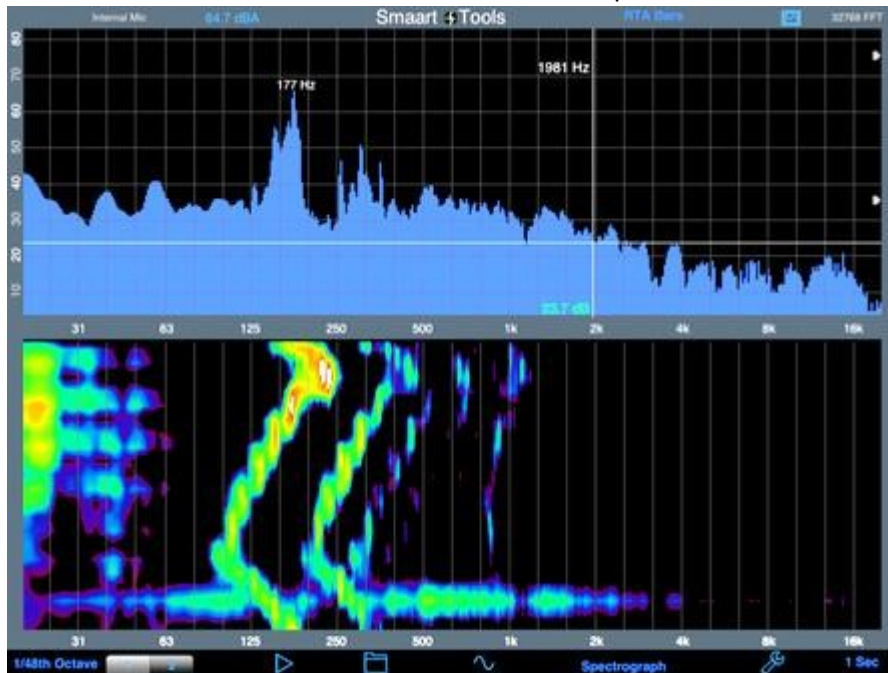 Internal Mic 64.7 dBA Smaart Tools RTA Bars 32768 FFT
80
1981 Hz
70
177 Hz
60
50
40
30
20
10
23.7 dB
31 63 125 250 500 1k 2k 4k 8k 16k
31 63 125 250 500 1k 2k 4k 8k 16k
1/48th Octave Spectrograph 1 Sec